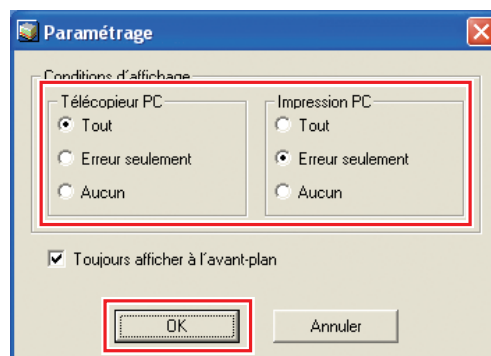 Paramétrage
Conditions d'affichage
Télécopieur PC
Tout
Erreur seulement
Aucun
Impression PC
Tout
Erreur seulement
Aucun
Toujours afficher à l'avant-plan
OK
Annuler